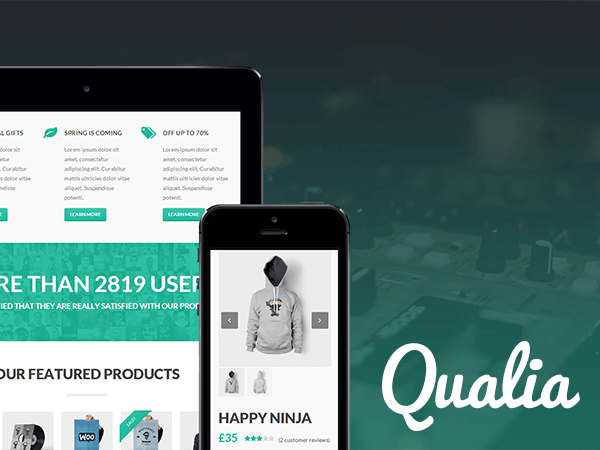 AL GIFTS
SPRING IS COMING
OFF UP TO 70%
Lorem ipsum dolor sit
amet, consectetur
adipiscing elit. Curabitur
mattis ultricies dolor vitae
aliquet. Suspendisse
potenti.
Lorem ipsum dolor sit
amet, consectetur
adipiscing elit. Curabitur
mattis ultricies dolor vitae
aliquet. Suspendisse
potenti.
LEARN MORE
LEARN MORE
RE THAN 2819 USER
FIED THAT THEY ARE REALLY SATISFIED WITH OUR PROD
OUR FEATURED PRODUCTS
SALE!
WOO
HAPPY NINJA
£35
(2 customer reviews)
Qualia